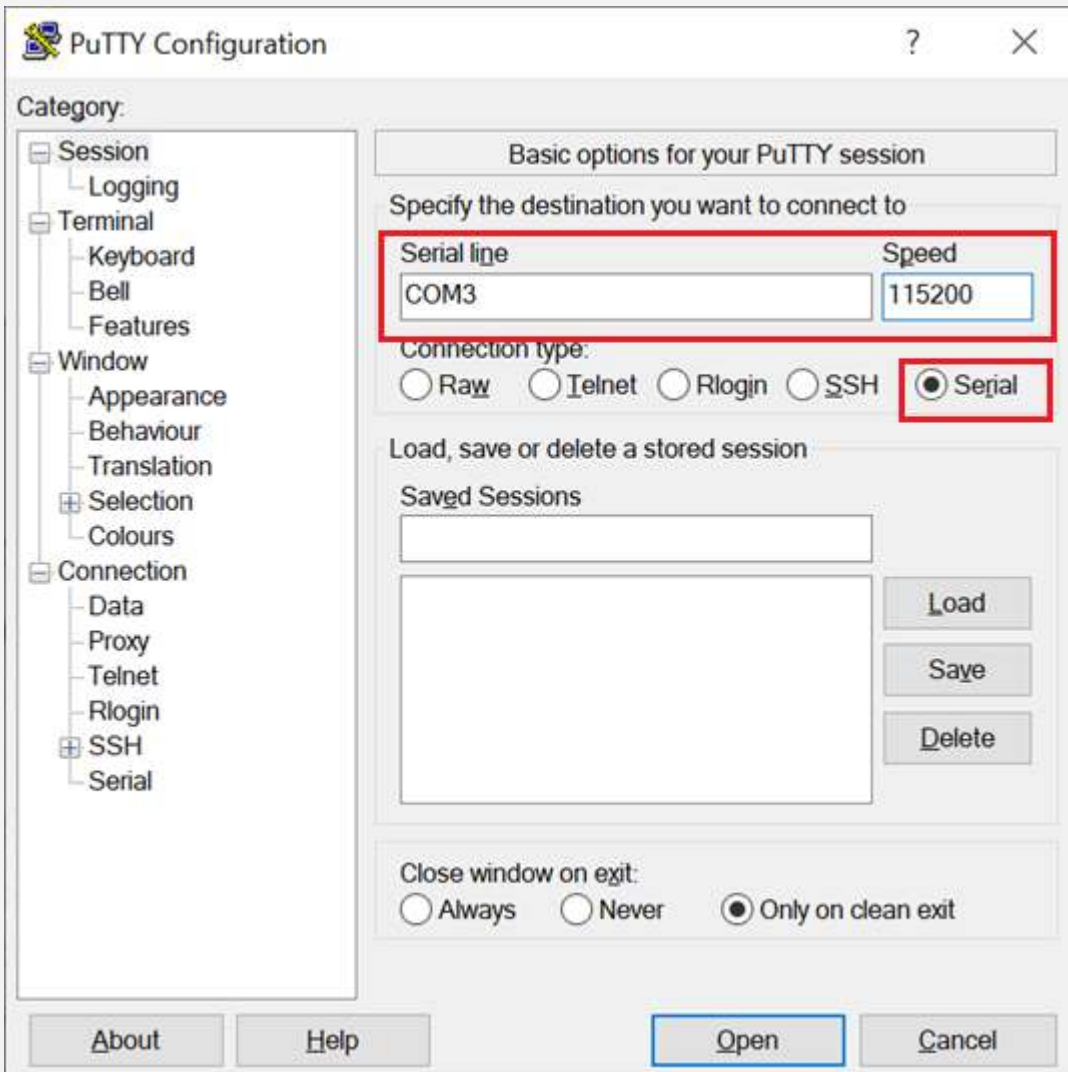 PuTTY Configuration
?
Category:
Session
Logging
Terminal
Keyboard
Bell
Features
Window
Appearance
Behaviour
Translation
Selection
Colours
Connection
Data
Proxy
Telnet
Rlogin
SSH
Serial
Basic options for your PuTTY session
Specify the destination you want to connect to
Serial line Speed
COM3 115200
Connection type:
Raw Telnet Rlogin SSH Serial
Load, save or delete a stored session
Saved Sessions
Load
Save
Delete
Close window on exit:
Always Never Only on clean exit
About Help Open Cancel